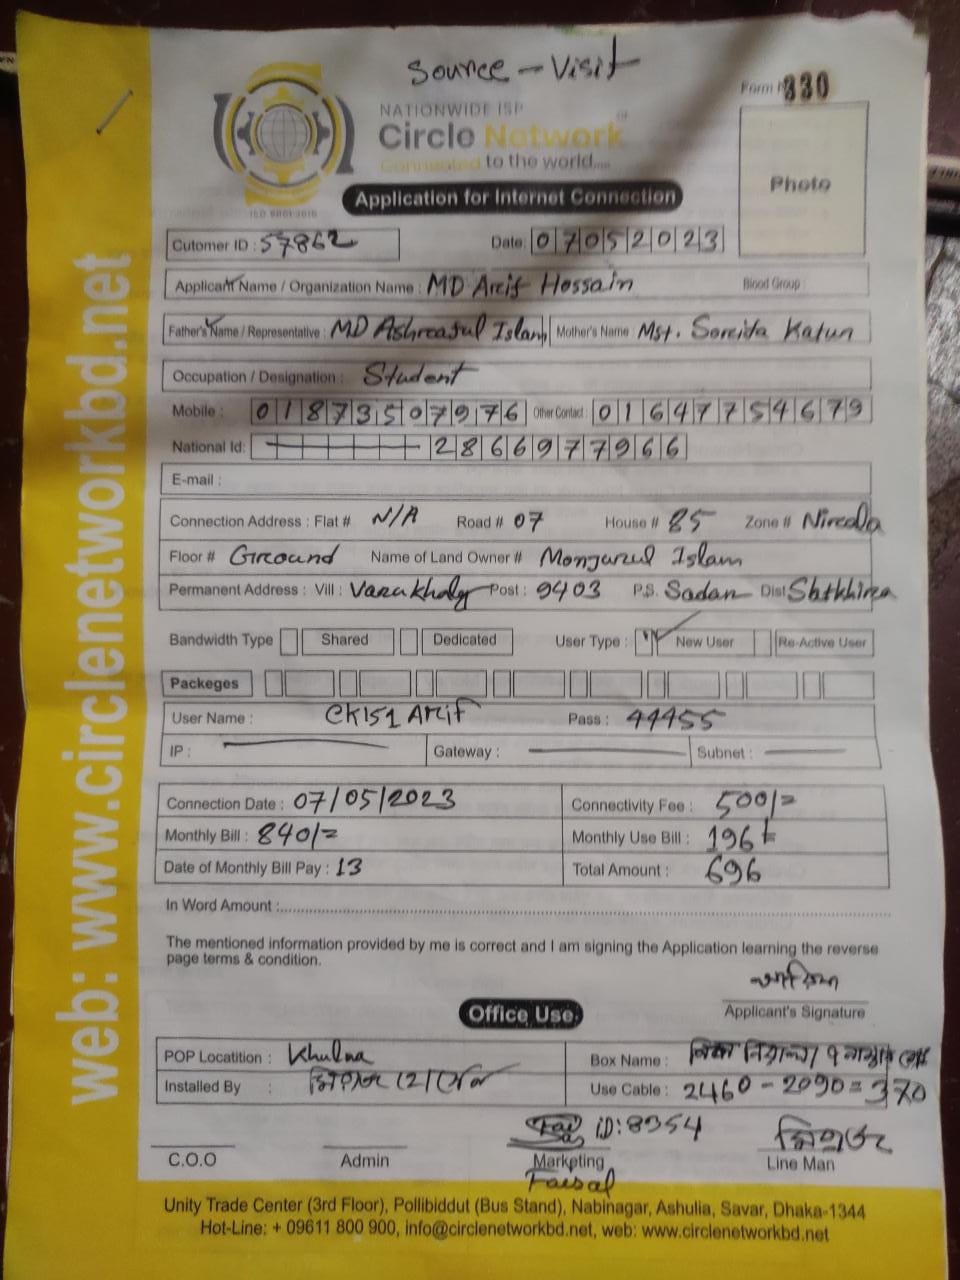 Source - Visit
Form 330
NATIONWIDE ISP
Circle Network
Connected to the world....
ISO 9001:2015
Photo
Application for Internet Connection
Cutomer ID : 57862 Date: 07052023
Applicant Name / Organization Name : MD Arif Hossain Blood Group :
Father's Name / Representative : MD Ashreaful Islam Mother's Name : Mst. Soreida Katun
Occupation / Designation : Student
Mobile : 01873507976 Other Contact : 01647754679
National Id: 2866977966
E-mail :
Connection Address : Flat # N/A Road # 07 House # 85 Zone # Nirala
Floor # Ground Name of Land Owner # Monjurul Islam
Permanent Address : Vill : Varukhaly Post : 9403 P.S. Sadar Dist Shatkhira
Bandwidth Type Shared Dedicated User Type : New User Re-Active User
Packeges
User Name : CK151 Arif Pass : 44455
IP : Gateway : Subnet :
Connection Date : 07/05/2023 Connectivity Fee : 500/=
Monthly Bill : 840/= Monthly Use Bill : 196
Date of Monthly Bill Pay : 13 Total Amount : 696
In Word Amount :
The mentioned information provided by me is correct and I am signing the Application learning the reverse
page terms & condition.
আরিফ
Applicant's Signature
Office Use
POP Locatition : Khulna Box Name :
Installed By : Use Cable : 2460 - 2090 = 370
ID: 8954
C.O.O Admin Marketing Line Man
Faisal
Unity Trade Center (3rd Floor), Pollibiddut (Bus Stand), Nabinagar, Ashulia, Savar, Dhaka-1344
Hot-Line: + 09611 800 900, info@circlenetworkbd.net, web: www.circlenetworkbd.net
web: www.circlenetworkbd.net